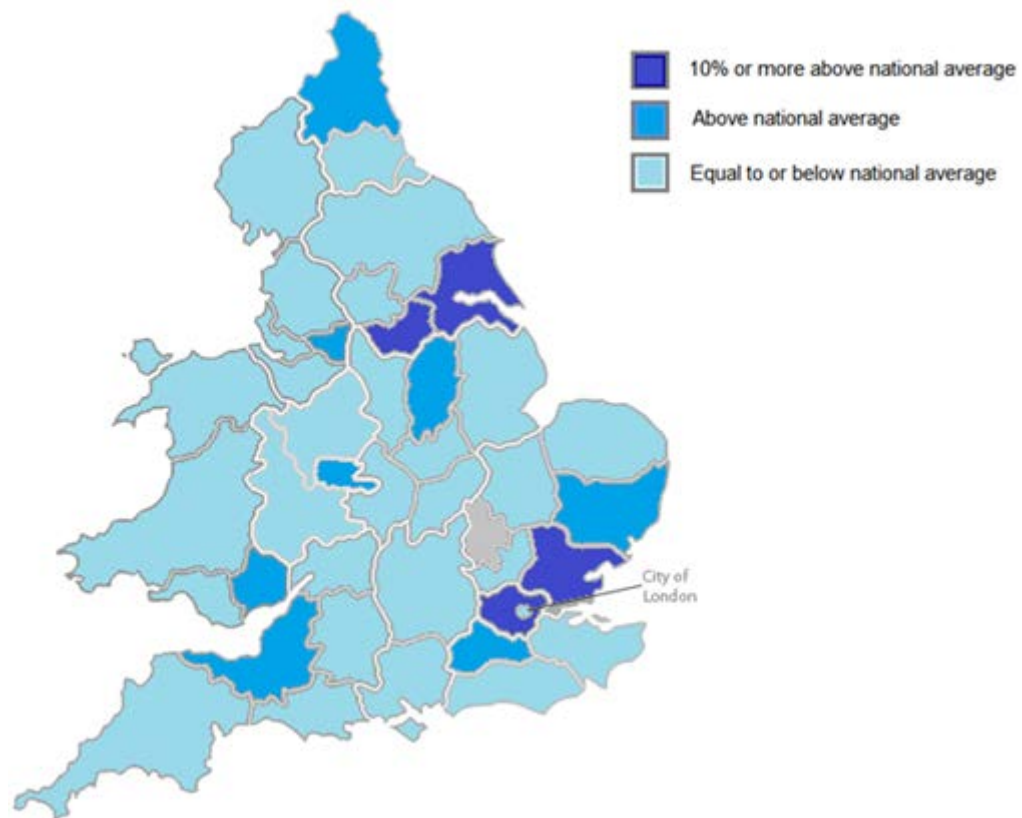 10% or more above national average
Above national average
Equal to or below national average
City of
London